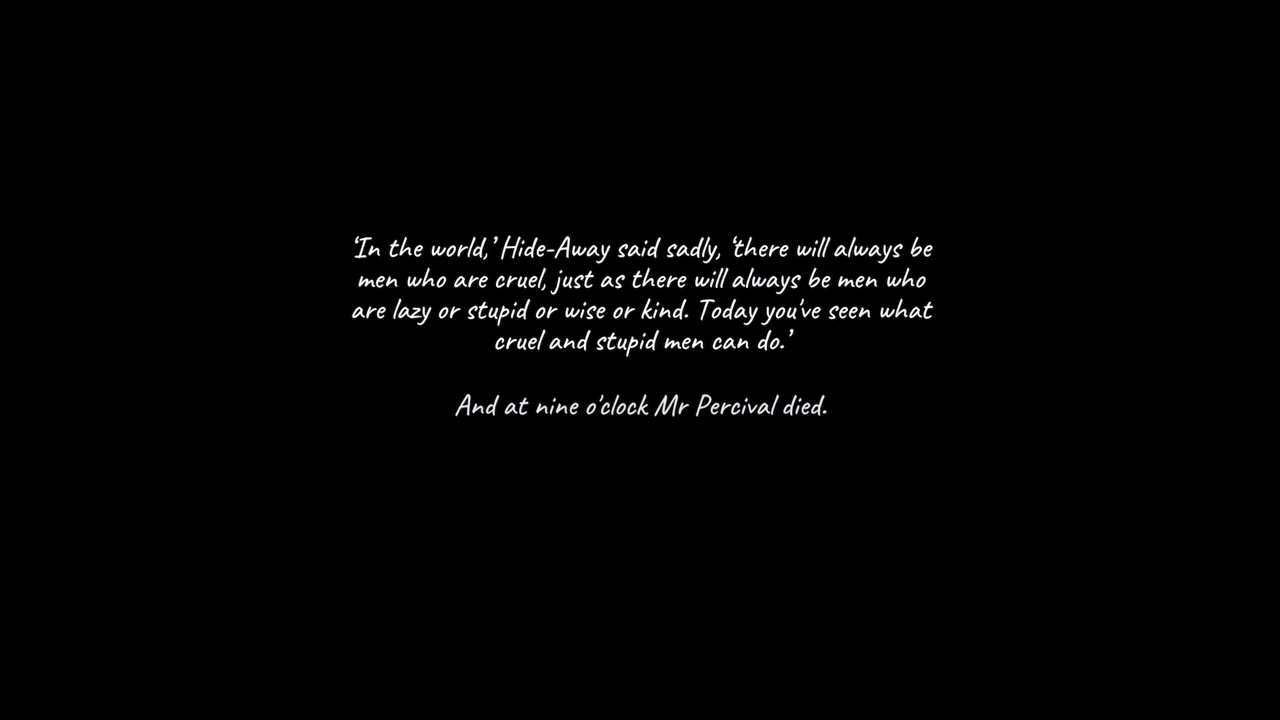 ‘In the world,’ Hide-Away said sadly, ‘there will always be
men who are cruel, just as there will always be men who
are lazy or stupid or wise or kind. Today you've seen what
cruel and stupid men can do.’
And at nine o'clock Mr Percival died.